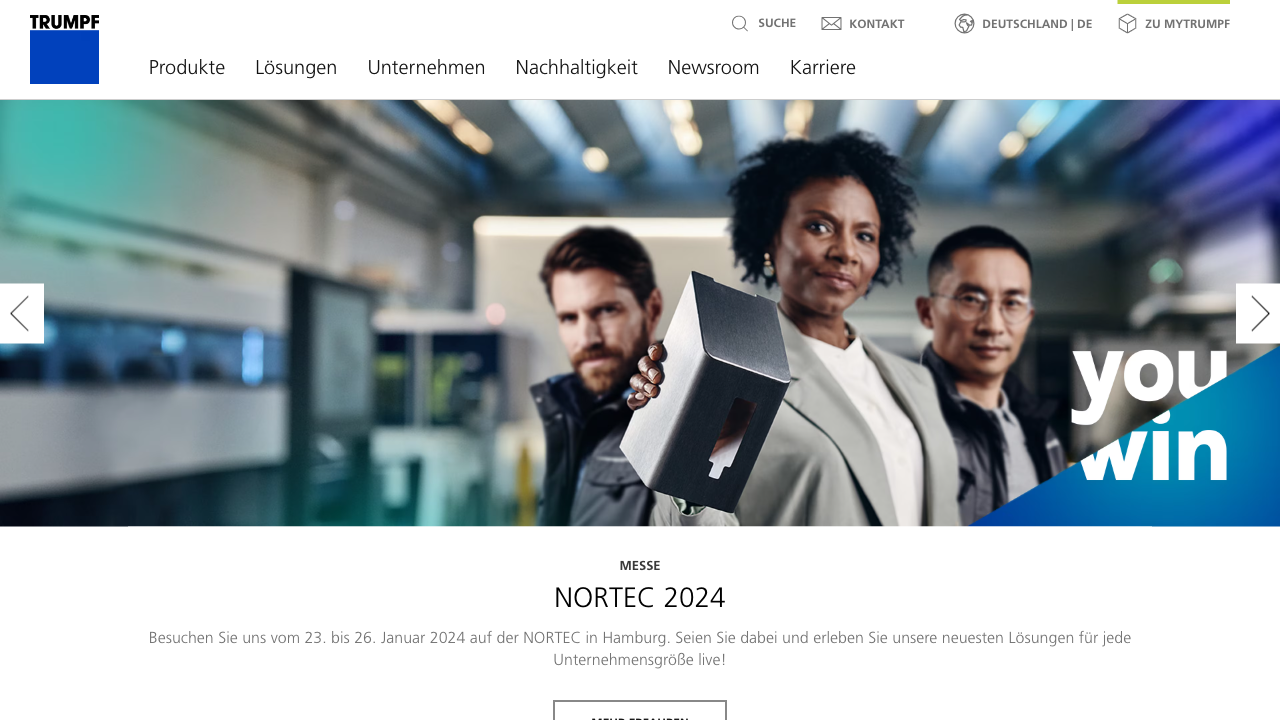 TRUMPF
SUCHE
KONTAKT
DEUTSCHLAND | DE
ZU MYTRUMPF
Produkte
Lösungen
Unternehmen
Nachhaltigkeit
Newsroom
Karriere
you
win
MESSE
NORTEC 2024
Besuchen Sie uns vom 23. bis 26. Januar 2024 auf der NORTEC in Hamburg. Seien Sie dabei und erleben Sie unsere neuesten Lösungen für jede
Unternehmensgröße live!
MEHR ERFAHREN